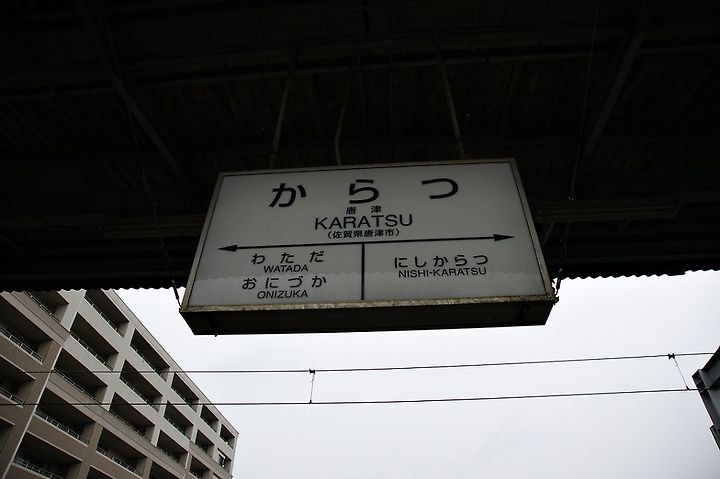 からつ
唐津
KARATSU
(佐賀県唐津市)
わただ
WATADA
おにづか
ONIZUKA
にしからつ
NISHI-KARATSU